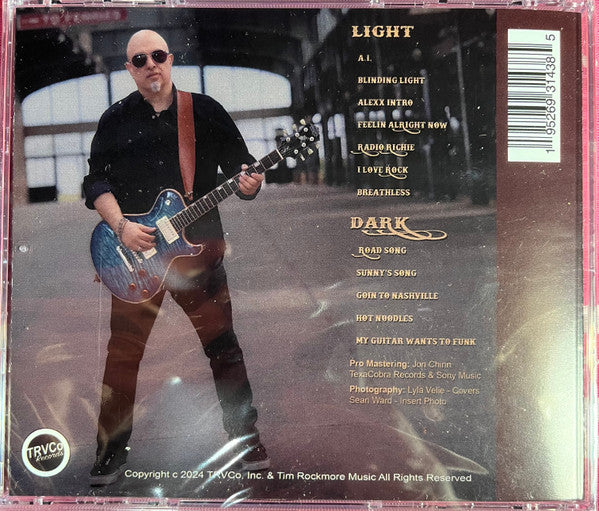 LIGHT
A.I.
BLINDING LIGHT
ALEXX INTRO
FEELIN ALRIGHT NOW
RADIO RICHIE
I LOVE ROCK
BREATHLESS
DARK
ROAD SONG
SUNNY'S SONG
GOIN TO NASHVILLE
HOT NOODLES
MY GUITAR WANTS TO FUNK
Pro Mastering: Jon Chinn
TexaCobra Records & Sony Music
Photography: Lyla Velie - Covers
Sean Ward - Insert Photo
1 95269 31438 5
TRVCo
Records
Copyright c 2024 TRVCo, Inc. & Tim Rockmore Music All Rights Reserved